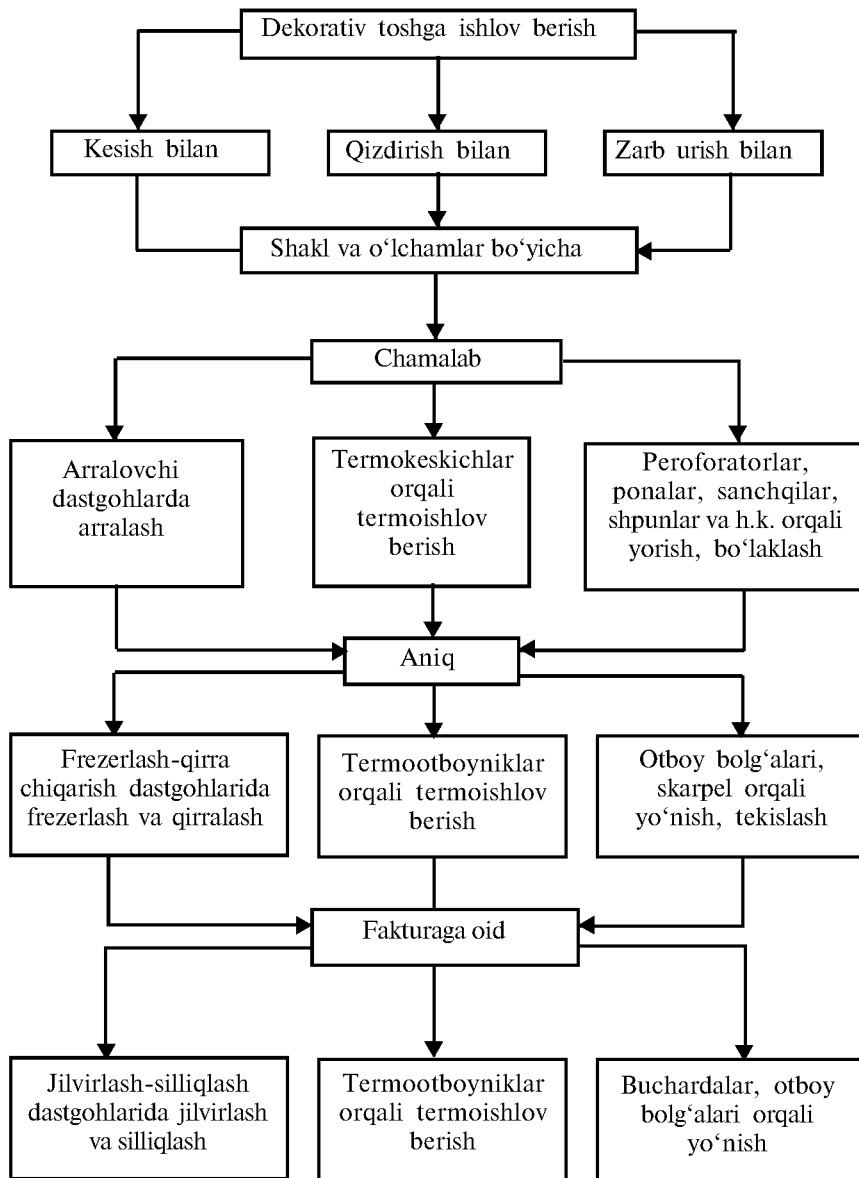 Dekorativ toshga ishlov berish
Kesish bilan
Qizdirish bilan
Zarb urish bilan
Shakl va o‘lchamlar bo‘yicha
Chamalab
Arralovchi
dastgohlarda
arralash
Termokeskichlar
orqali
termoishlov
berish
Peroforatorlar,
ponalar, sanchqilar,
shpunlar va h.k. orqali
yorish, bo‘laklash
Aniq
Frezerlash-qirra
chiqarish dastgohlarida
frezerlash va qirralash
Termootboyniklar
orqali termoishlov
berish
Otboy bolg‘alari,
skarpel orqali
yo‘nish, tekislash
Fakturaga oid
Jilvirlash-silliqlash
dastgohlarida jilvirlash
va silliqlash
Termootboyniklar
orqali termoishlov
berish
Buchardalar, otboy
bolg‘alari orqali
yo‘nish